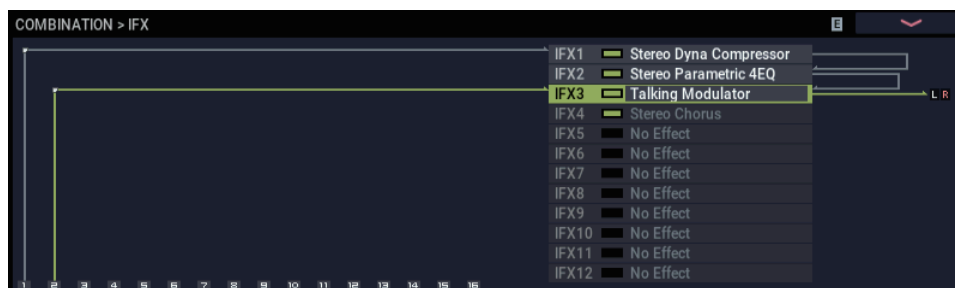 COMBINATION > IFX E
IFX1 Stereo Dyna Compressor
IFX2 Stereo Parametric 4EQ
IFX3 Talking Modulator L R
IFX4 Stereo Chorus
IFX5 No Effect
IFX6 No Effect
IFX7 No Effect
IFX8 No Effect
IFX9 No Effect
IFX10 No Effect
IFX11 No Effect
IFX12 No Effect
1 2 3 4 5 6 7 8 9 10 11 12 13 14 15 16